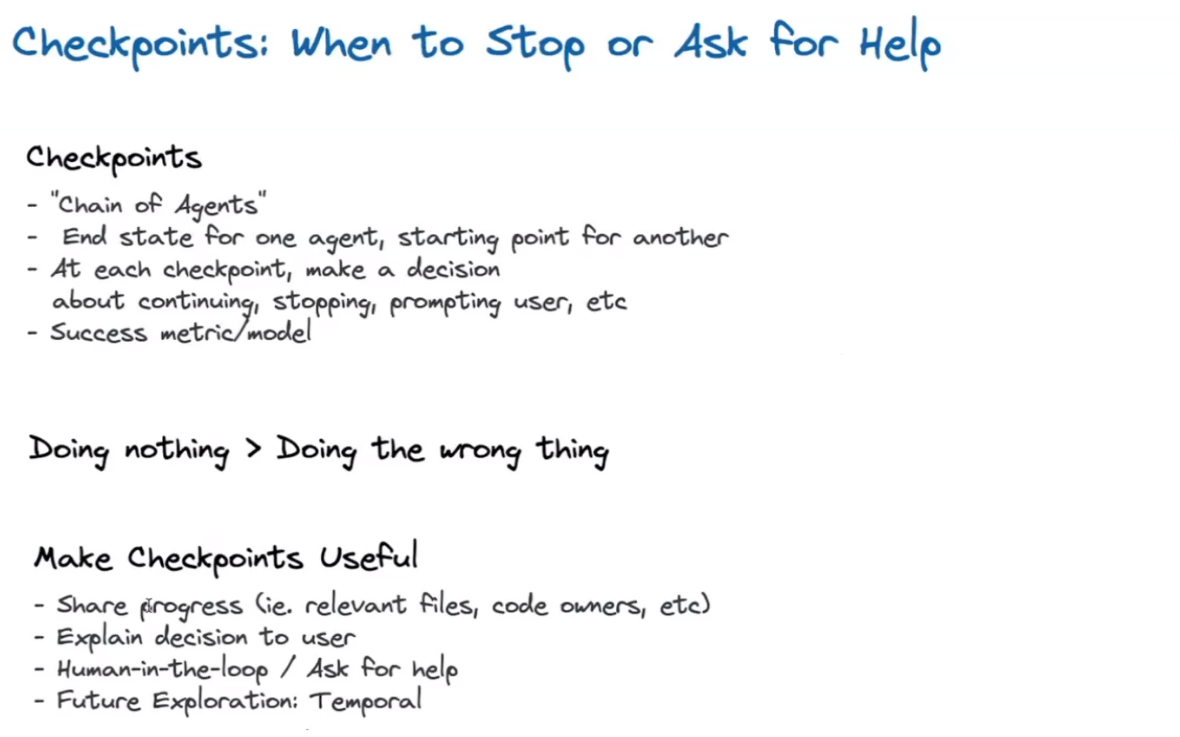 Checkpoints: When to Stop or Ask for Help
Checkpoints
- "Chain of Agents"
- End state for one agent, starting point for another
- At each checkpoint, make a decision
about continuing, stopping, prompting user, etc
- Success metric/model
Doing nothing > Doing the wrong thing
Make Checkpoints Useful
- Share progress (ie. relevant files, code owners, etc)
- Explain decision to user
- Human-in-the-loop / Ask for help
- Future Exploration: Temporal